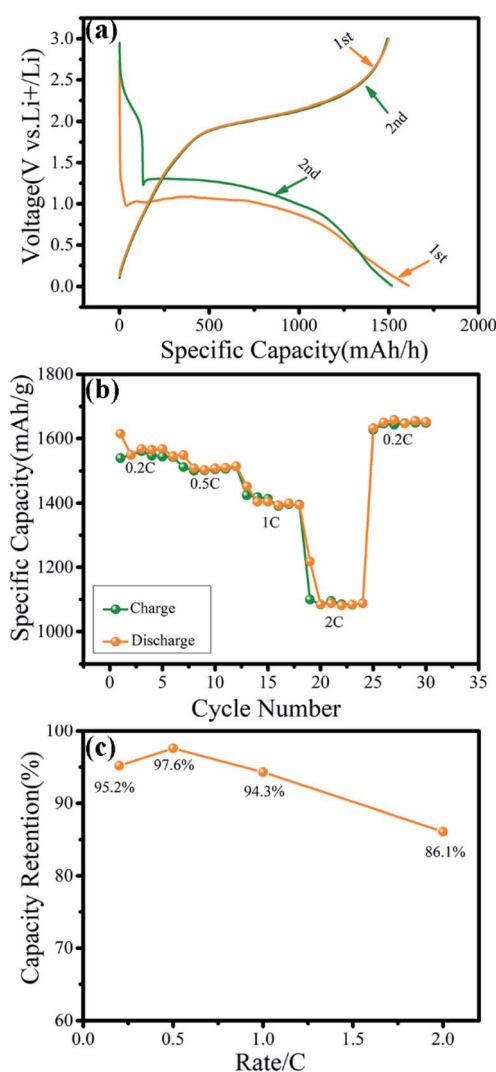 (a)
3.0
2.5
2.0
1.5
1.0
0.5
0.0
Voltage(V vs.Li+/Li)
1st
2nd
2nd
1st
0 500 1000 1500 2000
Specific Capacity(mAh/h)
(b)
1800
1600
1400
1200
1000
Specific Capacity(mAh/g)
0.2C
0.5C
1C
2C
0.2C
Charge
Discharge
0 5 10 15 20 25 30 35
Cycle Number
(c)
100
90
80
70
60
Capacity Retention(%)
95.2%
97.6%
94.3%
86.1%
0.0 0.5 1.0 1.5 2.0
Rate/C